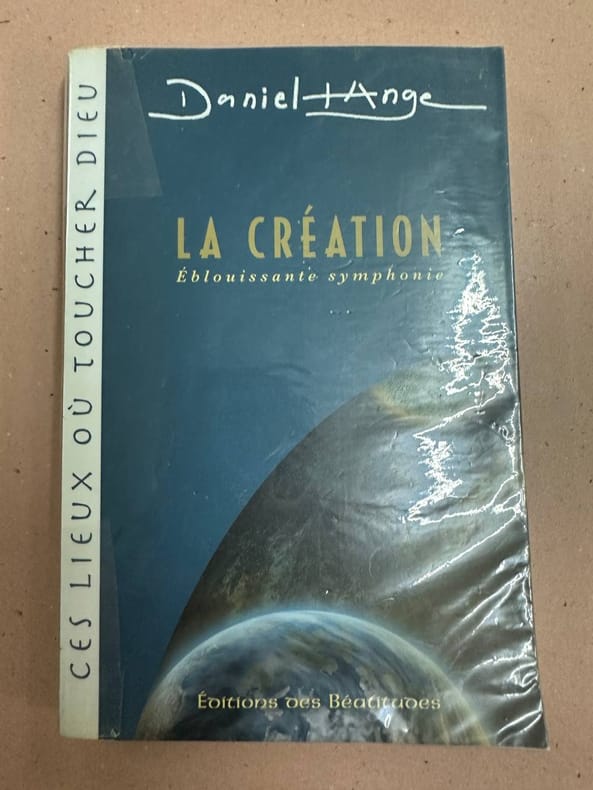 Daniel-Ange
LA CRÉATION
Éblouissante symphonie
CES LIEUX OÙ TOUCHER DIEU
Éditions des Béatitudes